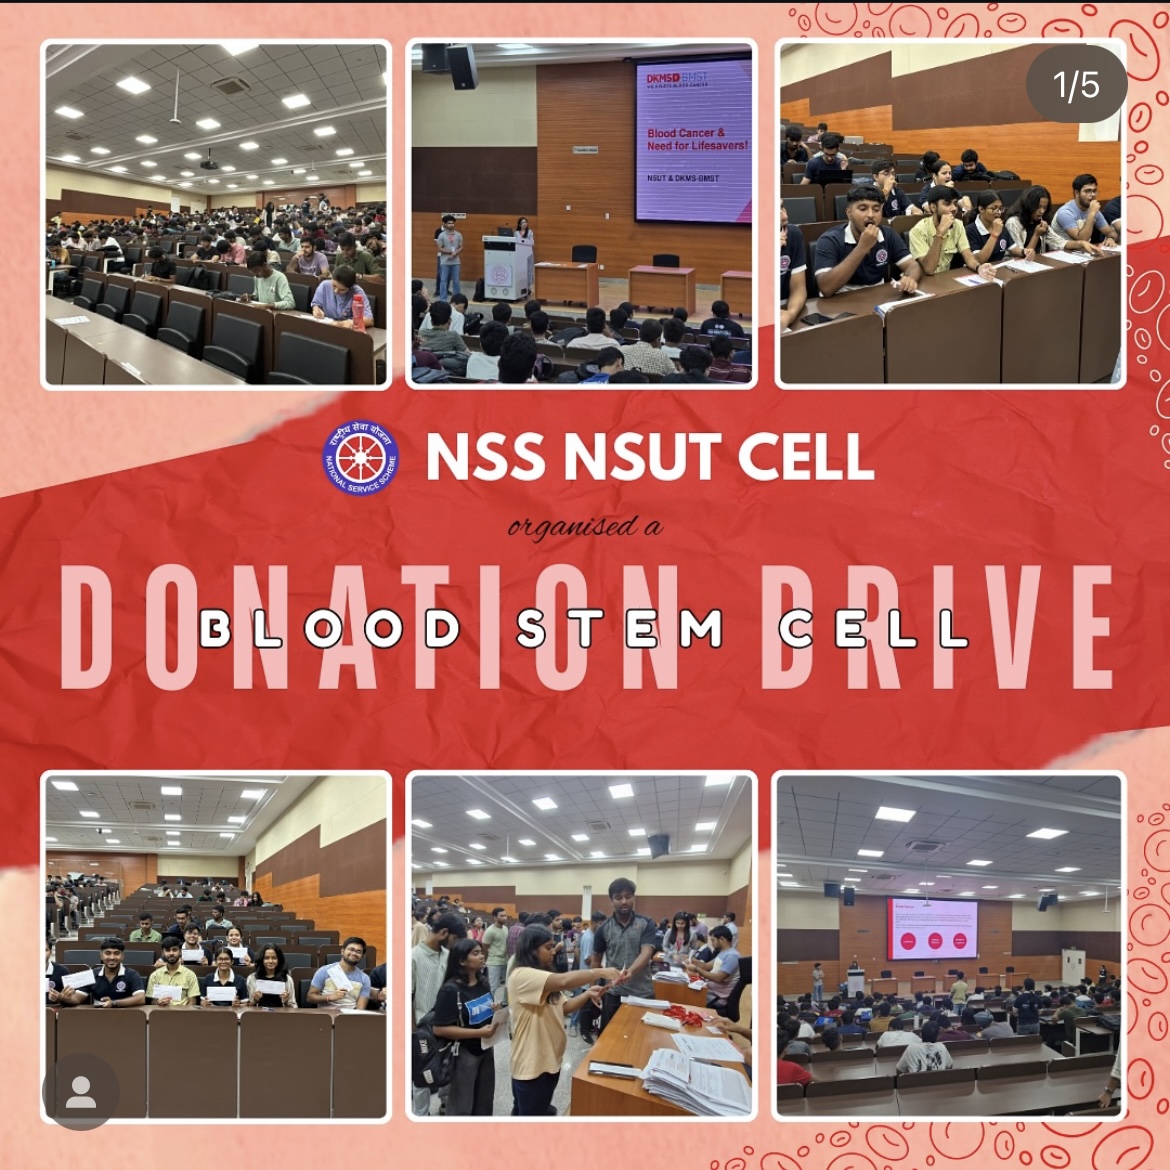 1/5
DKMS BMST
WE DELETE BLOOD CANCER
Blood Cancer &
Need for Lifesavers!
NSUT & DKMS-BMST
राष्ट्रीय सेवा योजना
NATIONAL SERVICE SCHEME
NSS NSUT CELL
organised a
DONATION DRIVE
BLOOD STEM CELL
NIKE